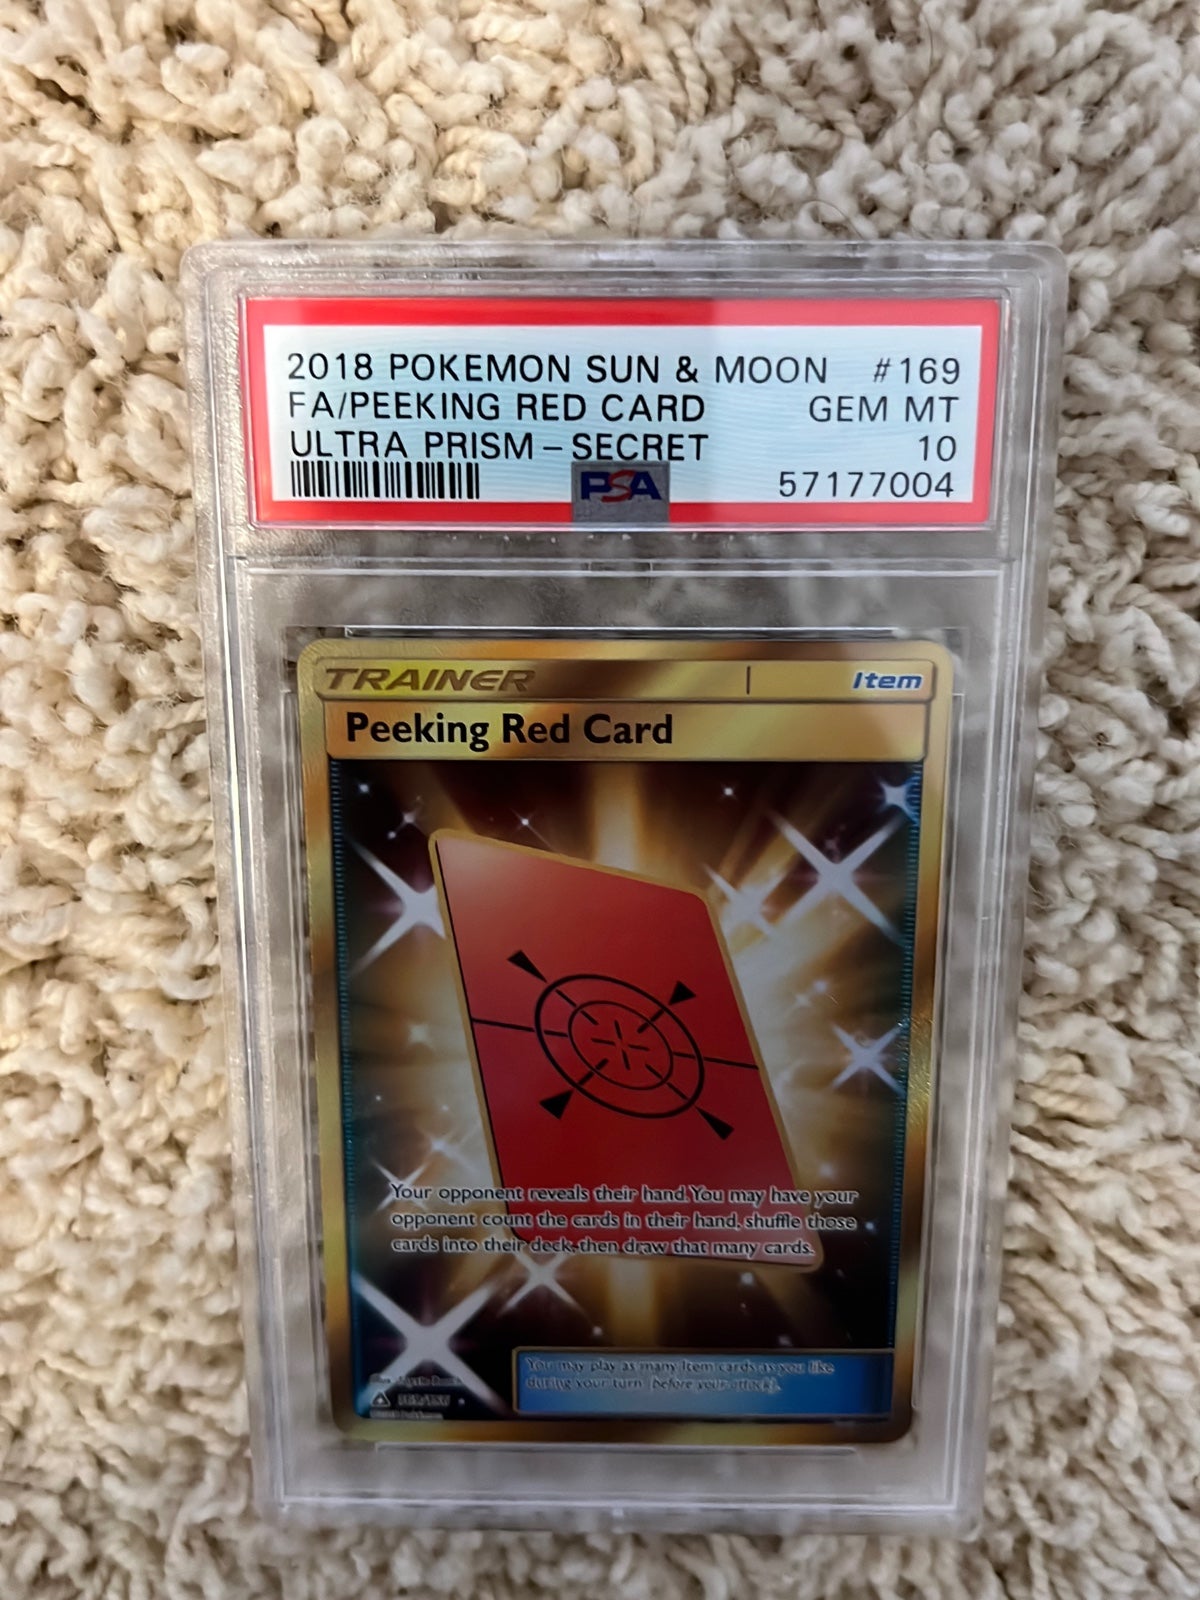 2018 POKEMON SUN & MOON #169
FA/PEEKING RED CARD GEM MT
ULTRA PRISM - SECRET 10
PSA 57177004
TRAINER Item
Peeking Red Card
Your opponent reveals their hand. You may have your
opponent count the cards in their hand, shuffle those
cards into their deck, then draw that many cards.
You may play as many Item cards as you like
during your turn (before your attack).
169/156